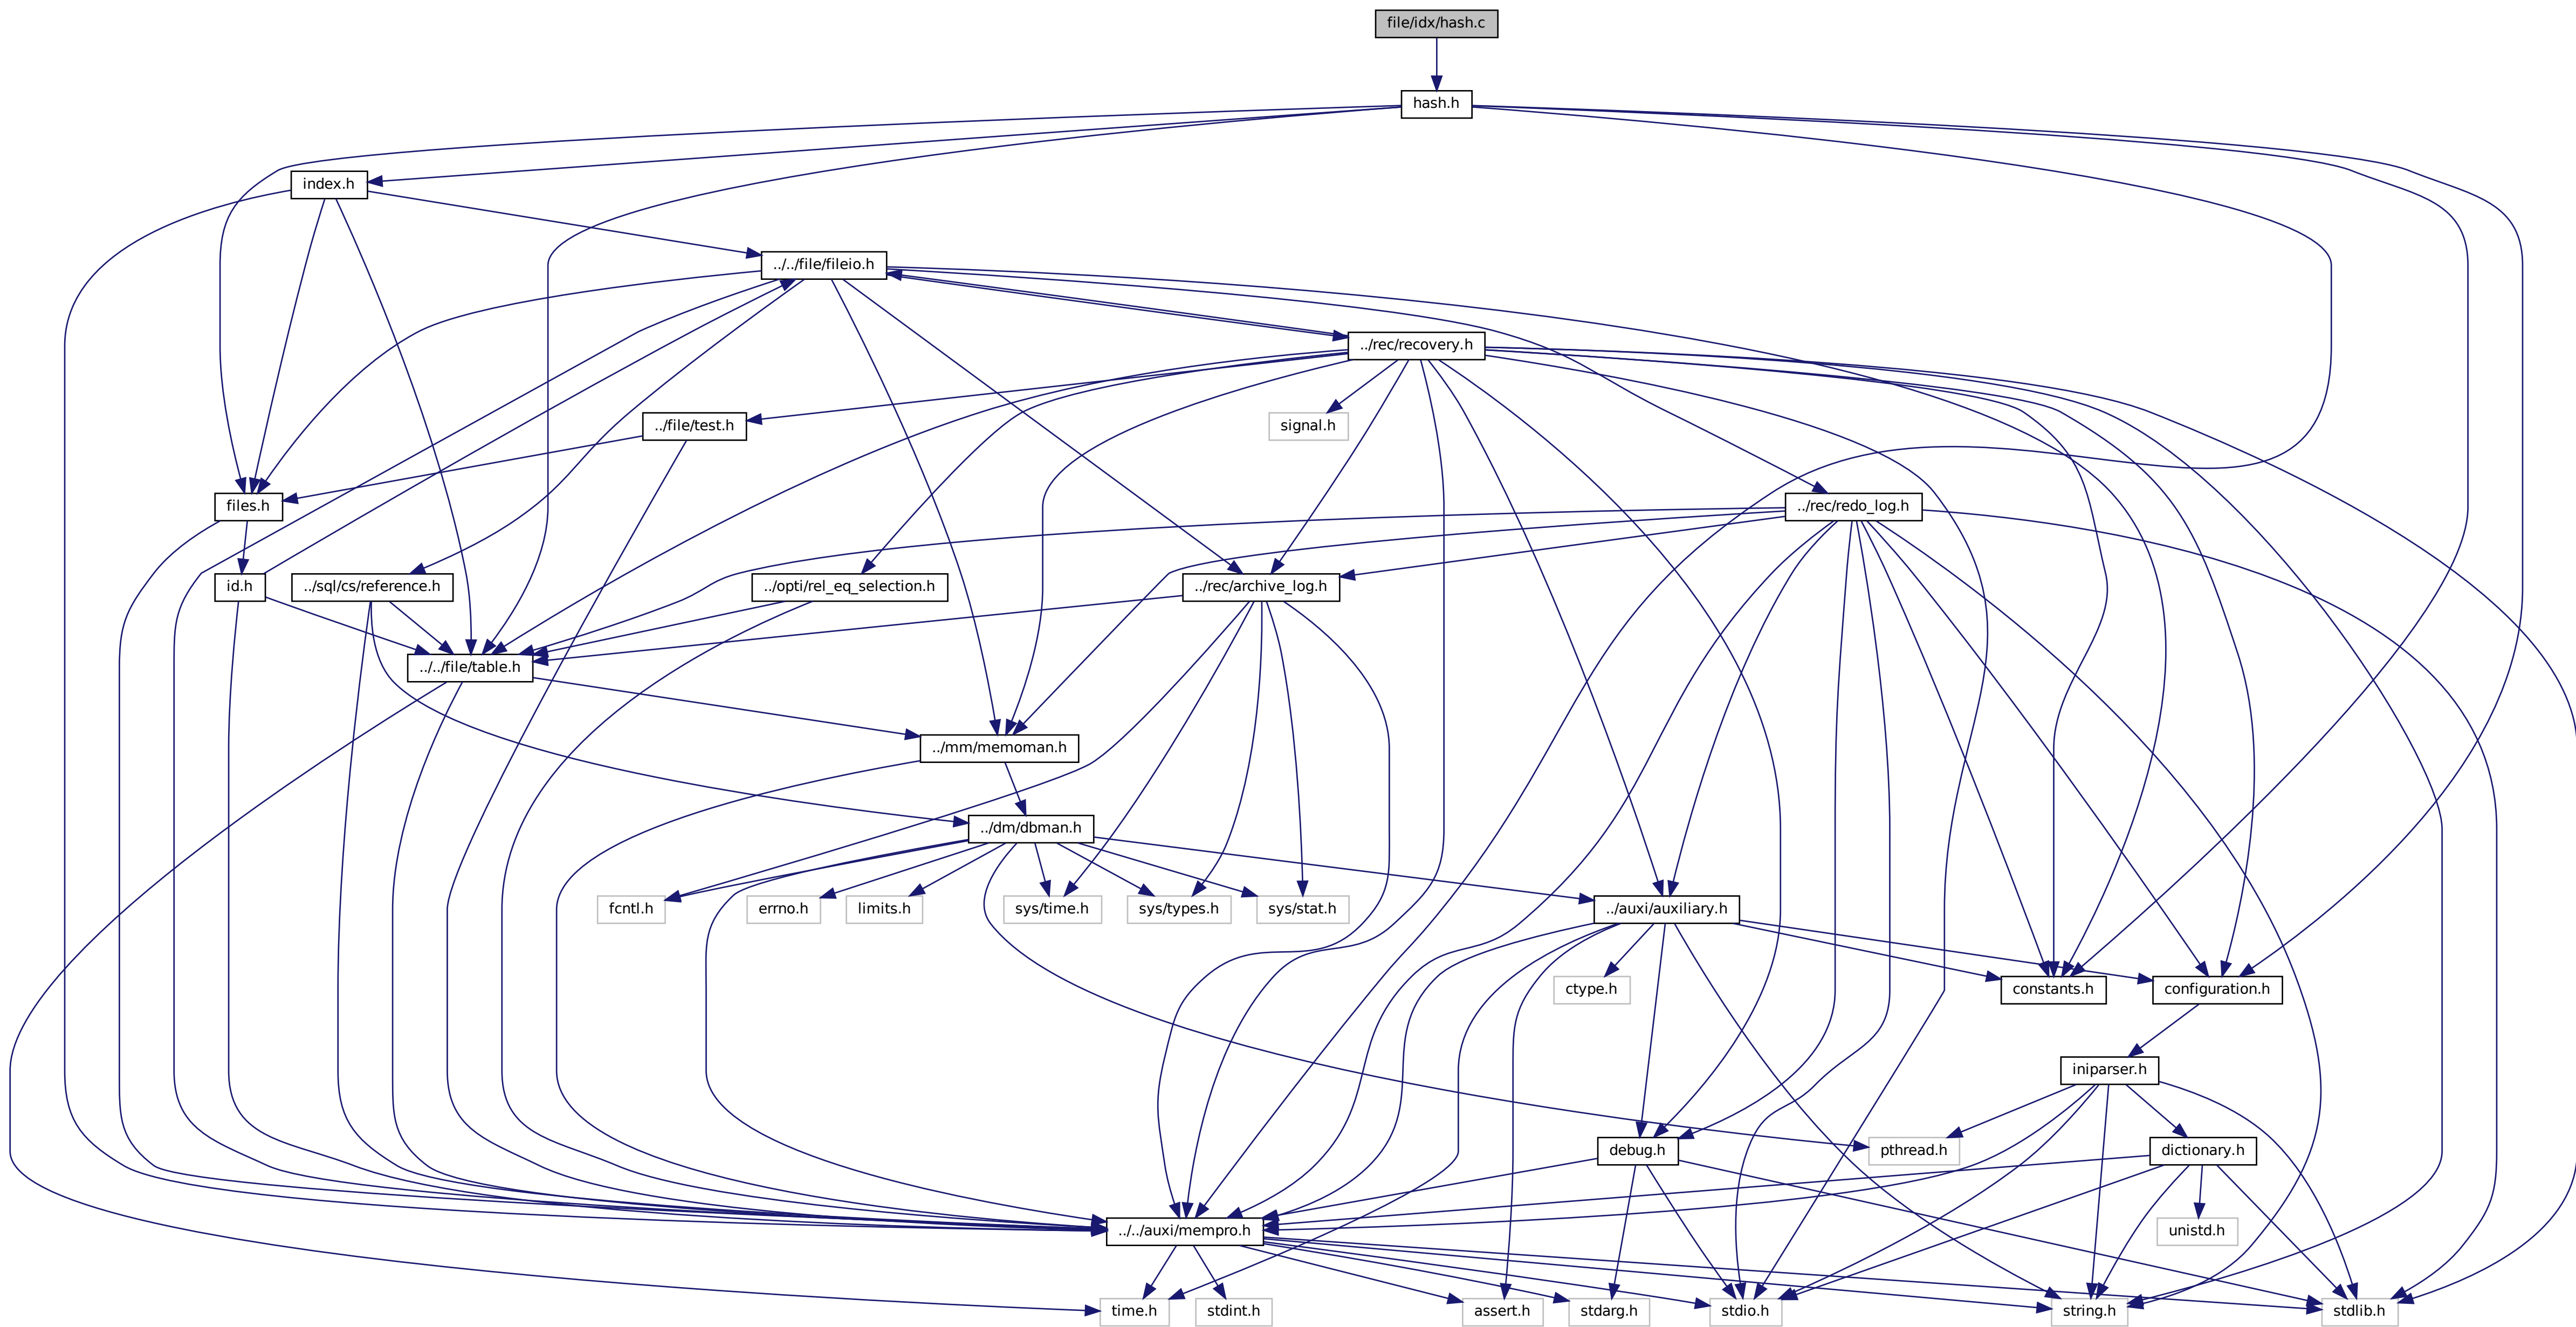 file/idx/hash.c
hash.h
index.h
../../file/fileio.h
../rec/recovery.h
../file/test.h
signal.h
files.h
../rec/redo_log.h
id.h
../sql/cs/reference.h
../opti/rel_eq_selection.h
../rec/archive_log.h
../../file/table.h
../mm/memoman.h
../dm/dbman.h
fcntl.h
errno.h
limits.h
sys/time.h
sys/types.h
sys/stat.h
../auxi/auxiliary.h
ctype.h
constants.h
configuration.h
iniparser.h
debug.h
pthread.h
dictionary.h
../../auxi/mempro.h
unistd.h
time.h
stdint.h
assert.h
stdarg.h
stdio.h
string.h
stdlib.h